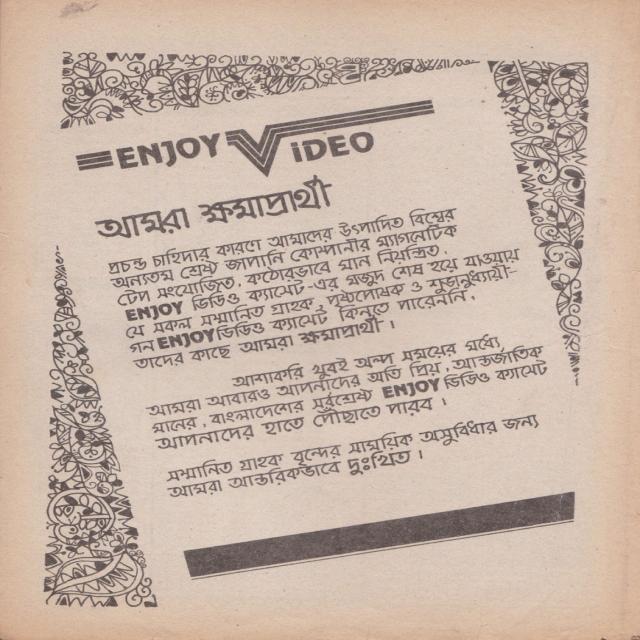 ENJOY VIDEO
আমরা ক্ষমাপ্রার্থী
প্রচন্ড চাহিদার কারণে আমাদের উৎপাদিত বিশ্বের
অন্যতম শ্রেষ্ঠ জাপানি কোম্পানীর ম্যাগনেটিক
টেপ সংযোজিত, কঠোরভাবে মান নিয়ন্ত্রিত,
ENJOY ভিডিও ক্যাসেট -এর মজুদ শেষ হয়ে যাওয়ায়
যে সকল সম্মানিত গ্রাহক, পৃষ্ঠপোষক ও শুভানুধ্যায়ী-
গন ENJOY ভিডিও ক্যাসেট কিনতে পারেননি,
তাদের কাছে আমরা ক্ষমাপ্রার্থী ।
আশাকরি খুবই অল্প সময়ের মধ্যে
আমরা আবারও আপনাদের অতি প্রিয়, আন্তর্জাতিক
মানের, বাংলাদেশের সর্বশ্রেষ্ঠ ENJOY ভিডিও ক্যাসেট
আপনাদের হাতে পৌঁছাতে পারব ।
সম্মানিত গ্রাহক বৃন্দের সাময়িক অসুবিধার জন্য
আমরা আন্তরিকভাবে দুঃখিত ।